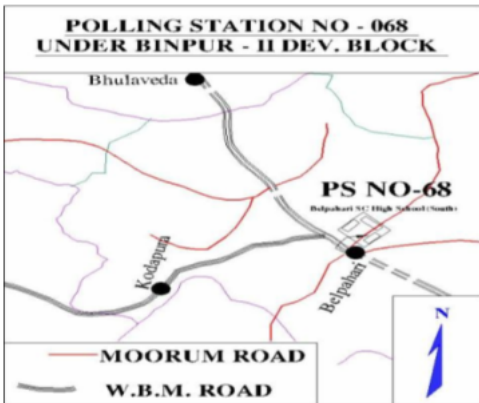 POLLING STATION NO - 068
UNDER BINPUR - II DEV. BLOCK
Bhulaveda
PS NO-68
Belpahari SC High School (South)
Kodapura
Belpahari
N
MOORUM ROAD
W.B.M. ROAD